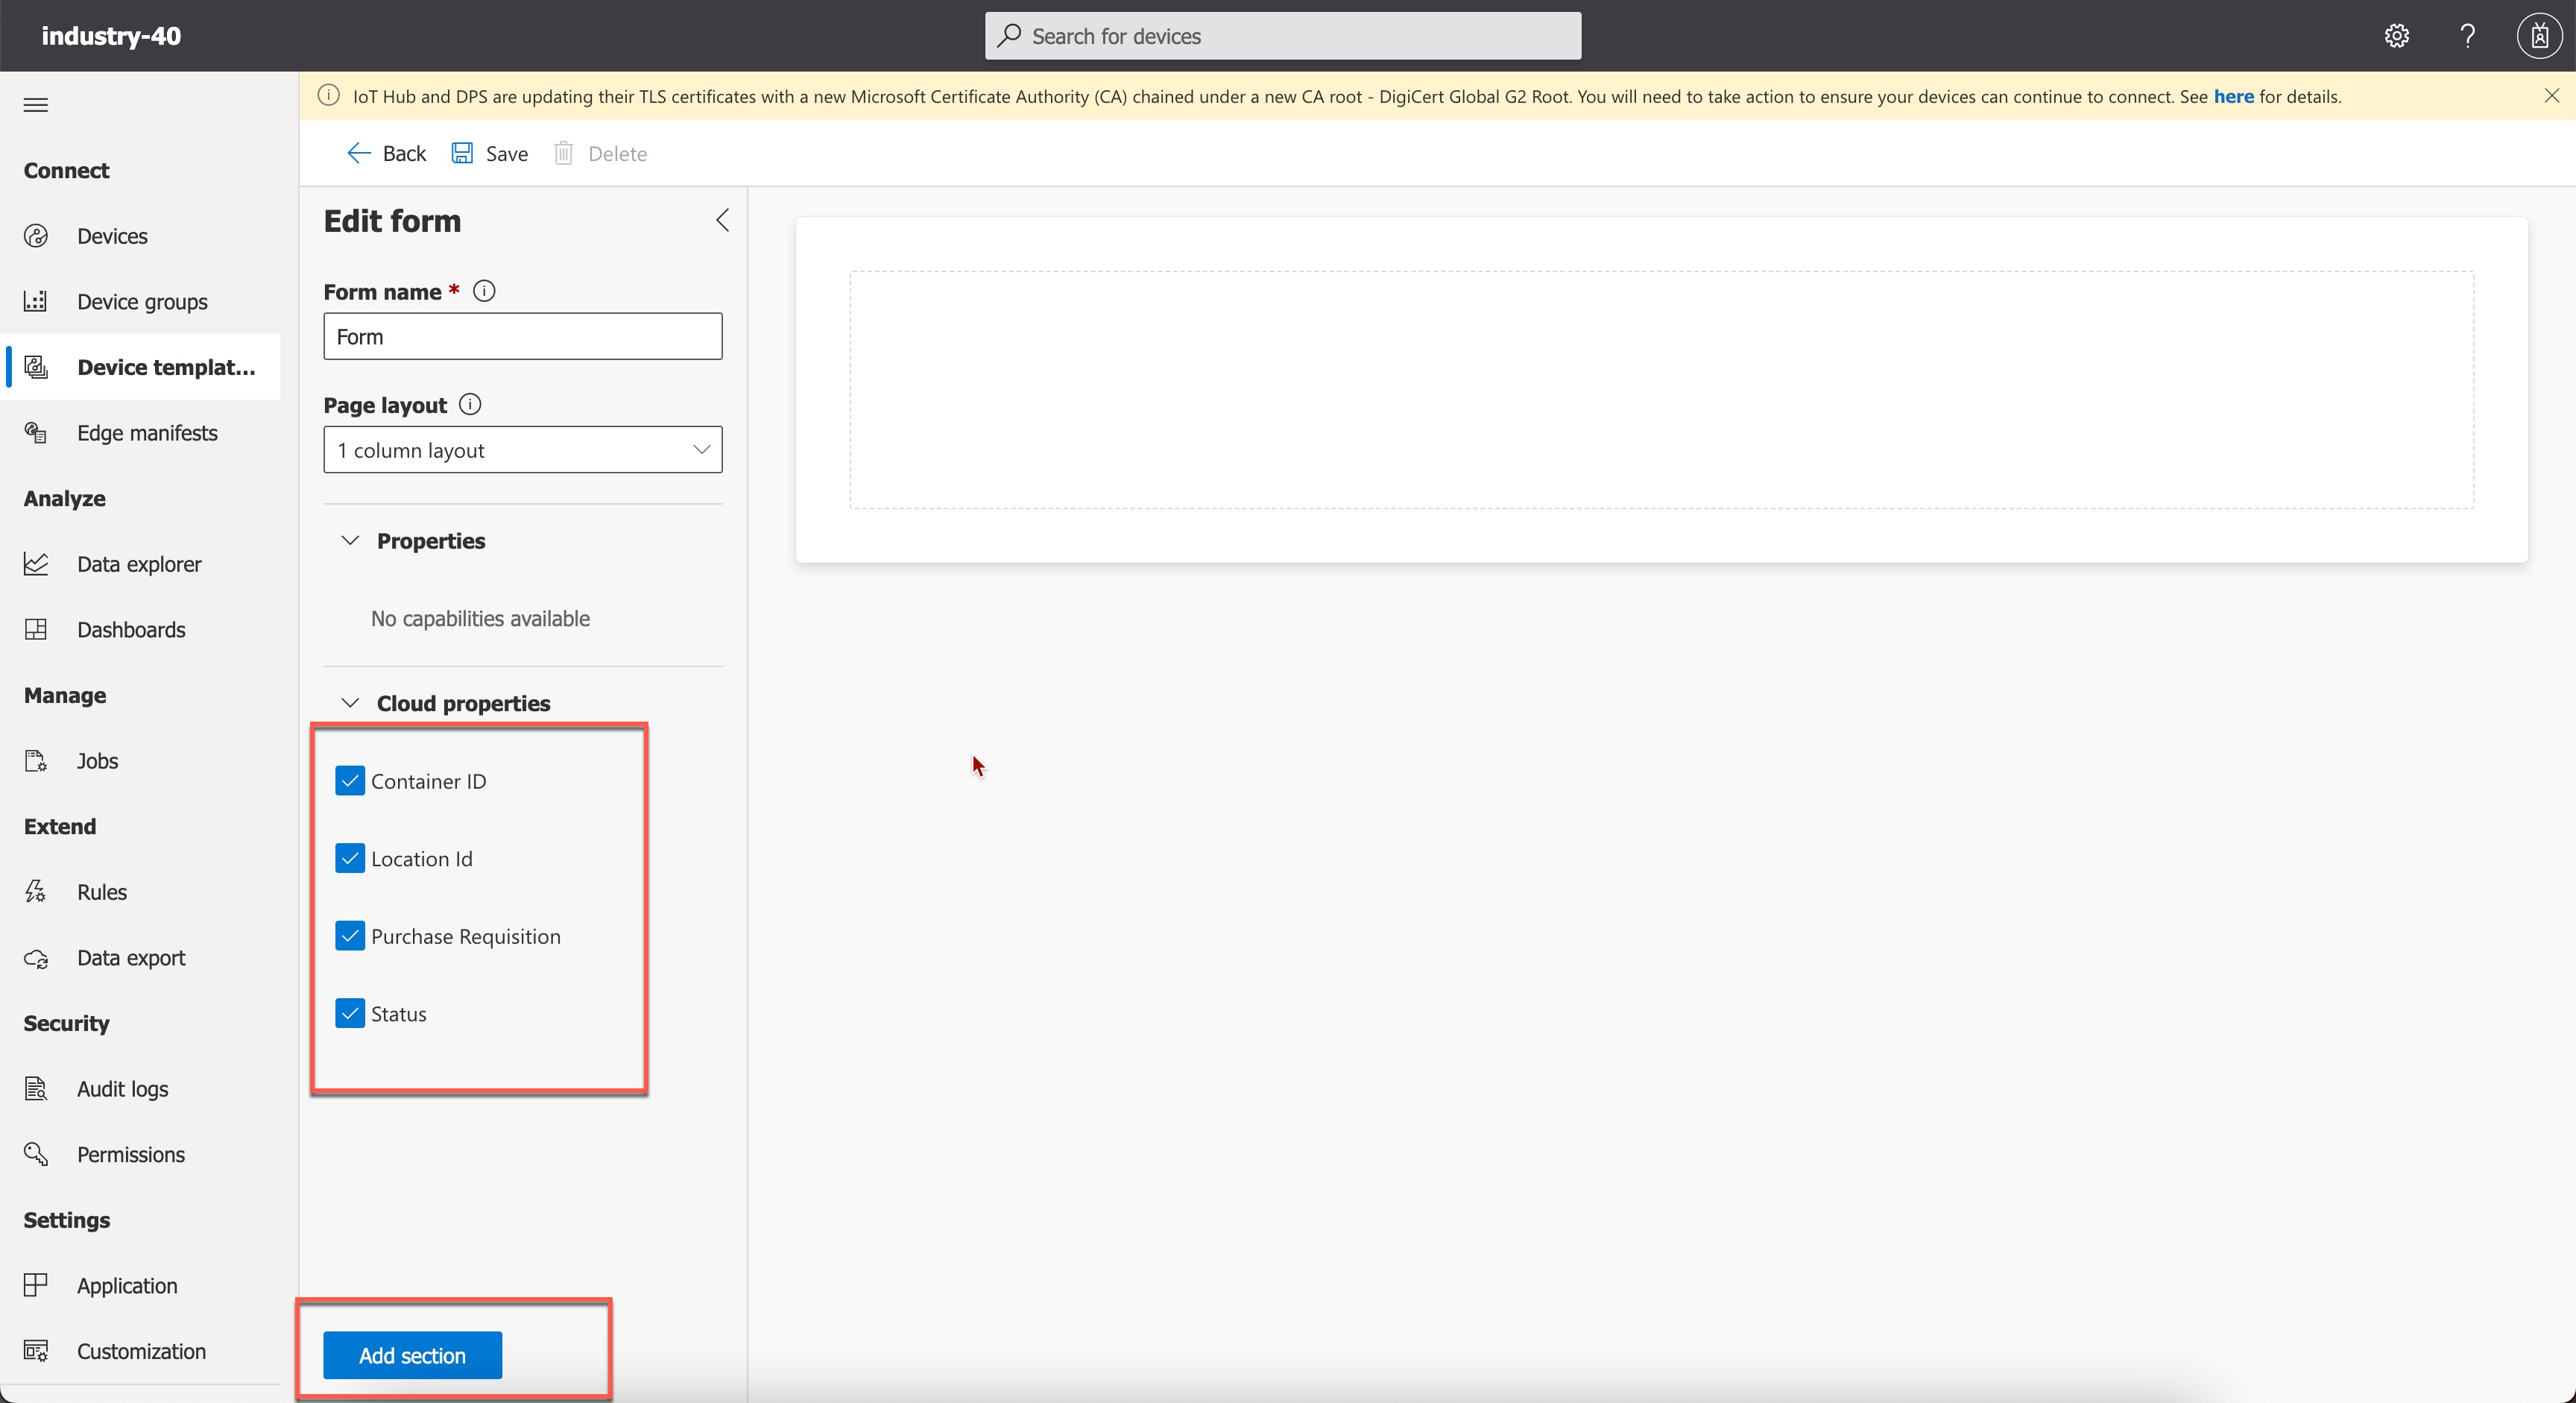 industry-40
Search for devices
IoT Hub and DPS are updating their TLS certificates with a new Microsoft Certificate Authority (CA) chained under a new CA root - DigiCert Global G2 Root. You will need to take action to ensure your devices can continue to connect. See here for details.
Back
Save
Delete
Connect
Devices
Device groups
Device templat...
Edge manifests
Analyze
Data explorer
Dashboards
Manage
Jobs
Extend
Rules
Data export
Security
Audit logs
Permissions
Settings
Application
Customization
Edit form
Form name *
Form
Page layout
1 column layout
Properties
No capabilities available
Cloud properties
Container ID
Location Id
Purchase Requisition
Status
Add section